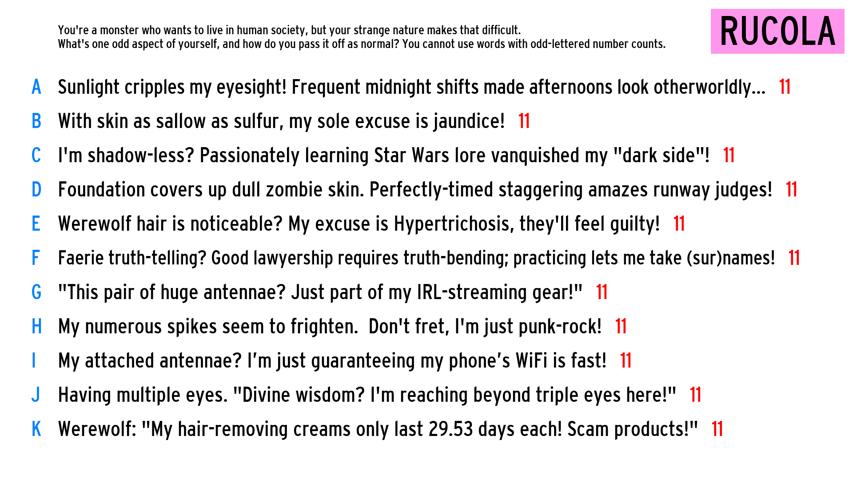 You're a monster who wants to live in human society, but your strange nature makes that difficult.
What's one odd aspect of yourself, and how do you pass it off as normal? You cannot use words with odd-lettered number counts.
RUCOLA
A Sunlight cripples my eyesight! Frequent midnight shifts made afternoons look otherworldly... 11
B With skin as sallow as sulfur, my sole excuse is jaundice! 11
C I'm shadow-less? Passionately learning Star Wars lore vanquished my "dark side"! 11
D Foundation covers up dull zombie skin. Perfectly-timed staggering amazes runway judges! 11
E Werewolf hair is noticeable? My excuse is Hypertrichosis, they'll feel guilty! 11
F Faerie truth-telling? Good lawyership requires truth-bending; practicing lets me take (sur)names! 11
G "This pair of huge antennae? Just part of my IRL-streaming gear!" 11
H My numerous spikes seem to frighten.  Don't fret, I'm just punk-rock! 11
I My attached antennae? I’m just guaranteeing my phone’s WiFi is fast! 11
J Having multiple eyes. "Divine wisdom? I'm reaching beyond triple eyes here!" 11
K Werewolf: "My hair-removing creams only last 29.53 days each! Scam products!" 11